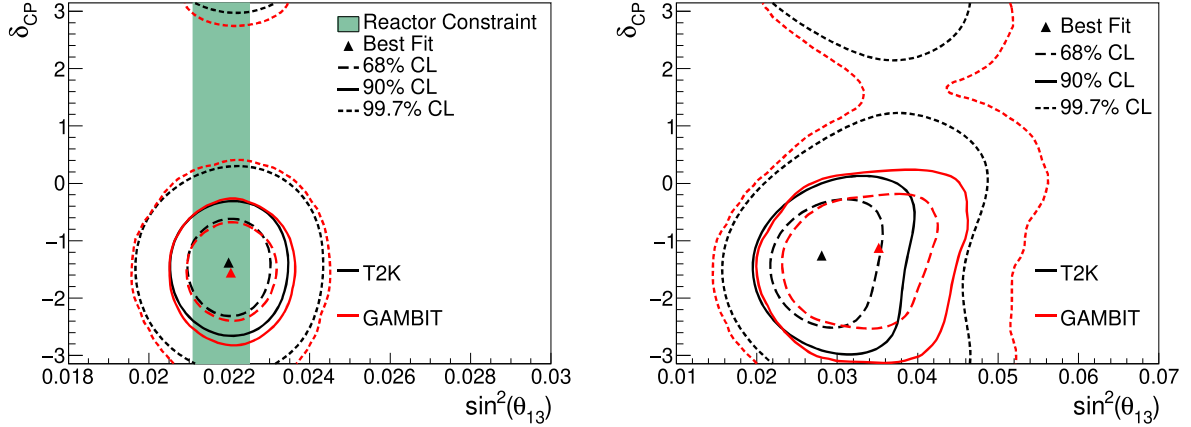 δCP
3
2
1
0
−1
−2
−3
Reactor Constraint
Best Fit
68% CL
90% CL
99.7% CL
T2K
GAMBIT
0.018 0.02 0.022 0.024 0.026 0.028 0.03
sin²(θ₁₃)
δCP
3
2
1
0
−1
−2
−3
Best Fit
68% CL
90% CL
99.7% CL
T2K
GAMBIT
0.01 0.02 0.03 0.04 0.05 0.06 0.07
sin²(θ₁₃)